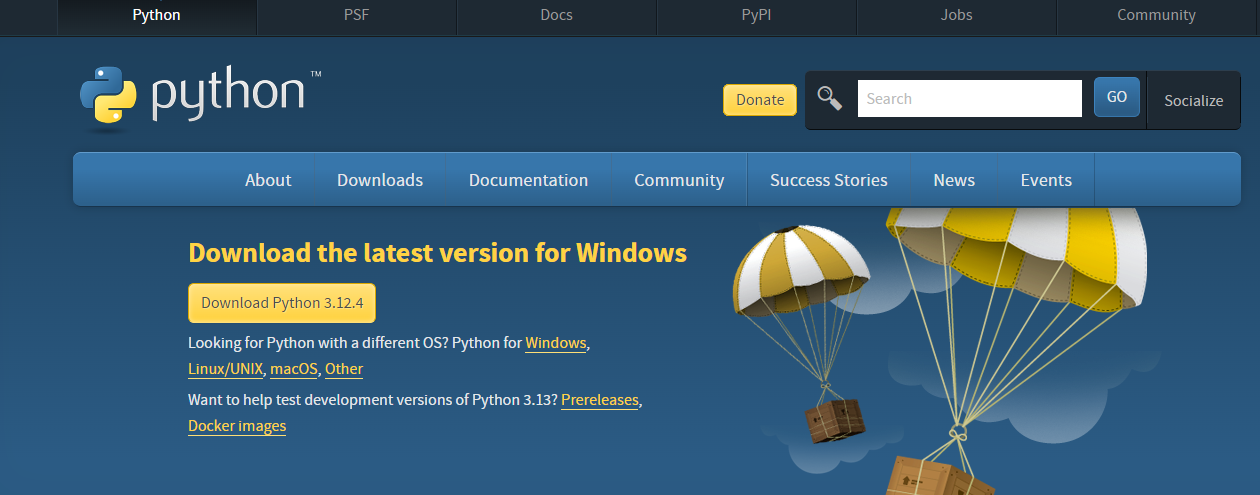 Python PSF Docs PyPI Jobs Community
python™
Donate Search GO Socialize
About Downloads Documentation Community Success Stories News Events
Download the latest version for Windows
Download Python 3.12.4
Looking for Python with a different OS? Python for Windows,
Linux/UNIX, macOS, Other
Want to help test development versions of Python 3.13? Prereleases,
Docker images